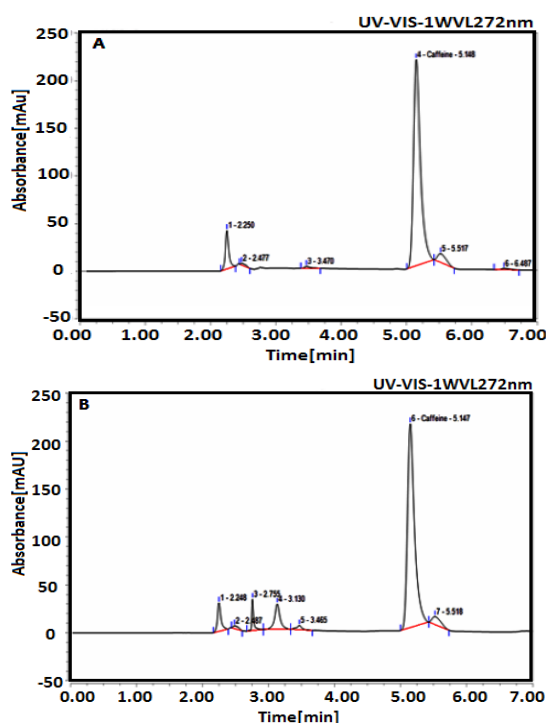 UV-VIS-1WVL272nm
A
Absorbance[mAu]
250
200
150
100
50
0
-50
1 - 2.250
2 - 2.477
3 - 3.470
4 - Caffeine - 5.148
5 - 5.517
6 - 6.487
0.00 1.00 2.00 3.00 4.00 5.00 6.00 7.00
Time[min]
UV-VIS-1WVL272nm
B
Absorbance[mAU]
250
200
150
100
50
0
-50
1 - 2.248
2 - 2.487
3 - 2.755
4 - 3.130
5 - 3.465
6 - Caffeine - 5.147
7 - 5.518
0.00 1.00 2.00 3.00 4.00 5.00 6.00 7.00
Time[min]